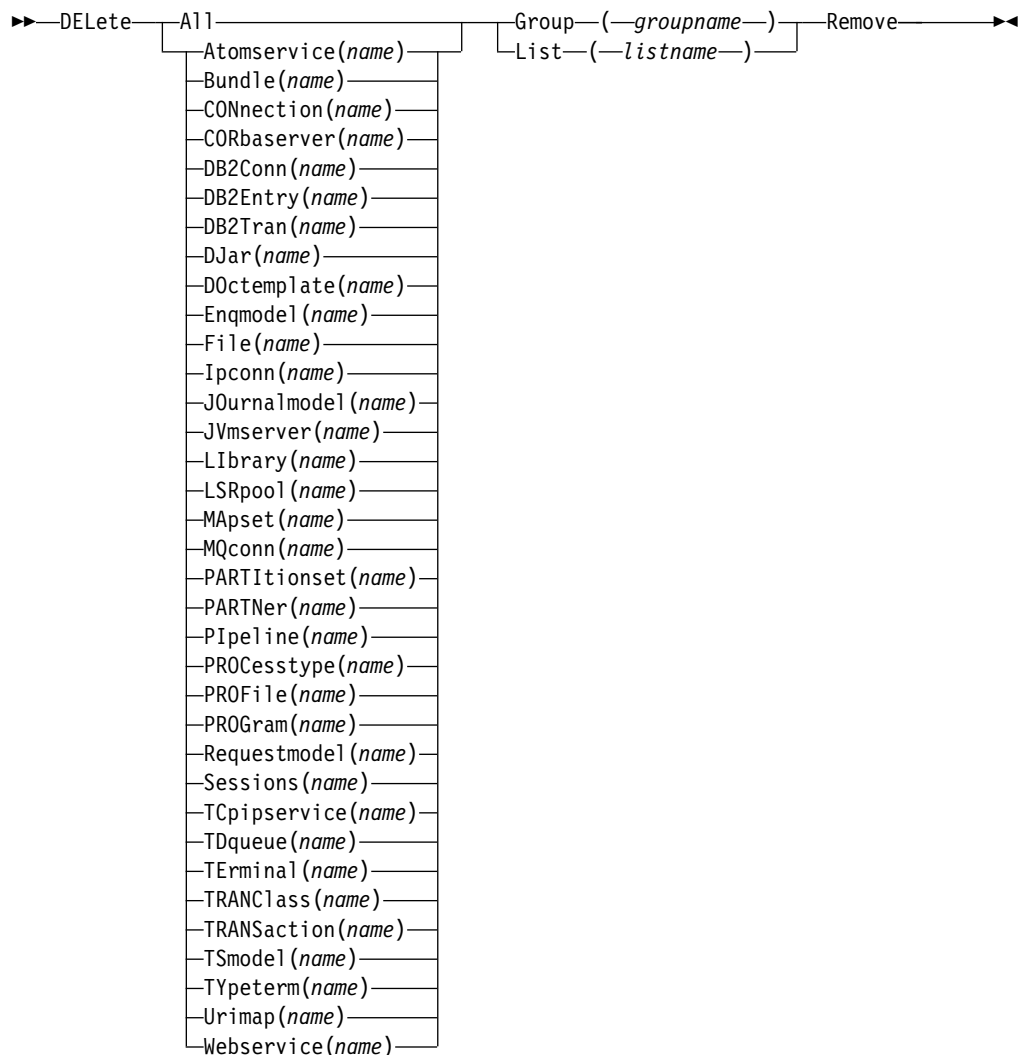 DELete All Group ( groupname ) Remove
Atomservice(name) List ( listname )
Bundle(name)
CONnection(name)
CORbaserver(name)
DB2Conn(name)
DB2Entry(name)
DB2Tran(name)
DJar(name)
DOctemplate(name)
Enqmodel(name)
File(name)
Ipconn(name)
JOurnalmodel(name)
JVmserver(name)
LIbrary(name)
LSRpool(name)
MApset(name)
MQconn(name)
PARTItionset(name)
PARTNer(name)
PIpeline(name)
PROCesstype(name)
PROFile(name)
PROGram(name)
Requestmodel(name)
Sessions(name)
TCpipservice(name)
TDqueue(name)
TErminal(name)
TRANClass(name)
TRANSaction(name)
TSmodel(name)
TYpeterm(name)
Urimap(name)
Webservice(name)